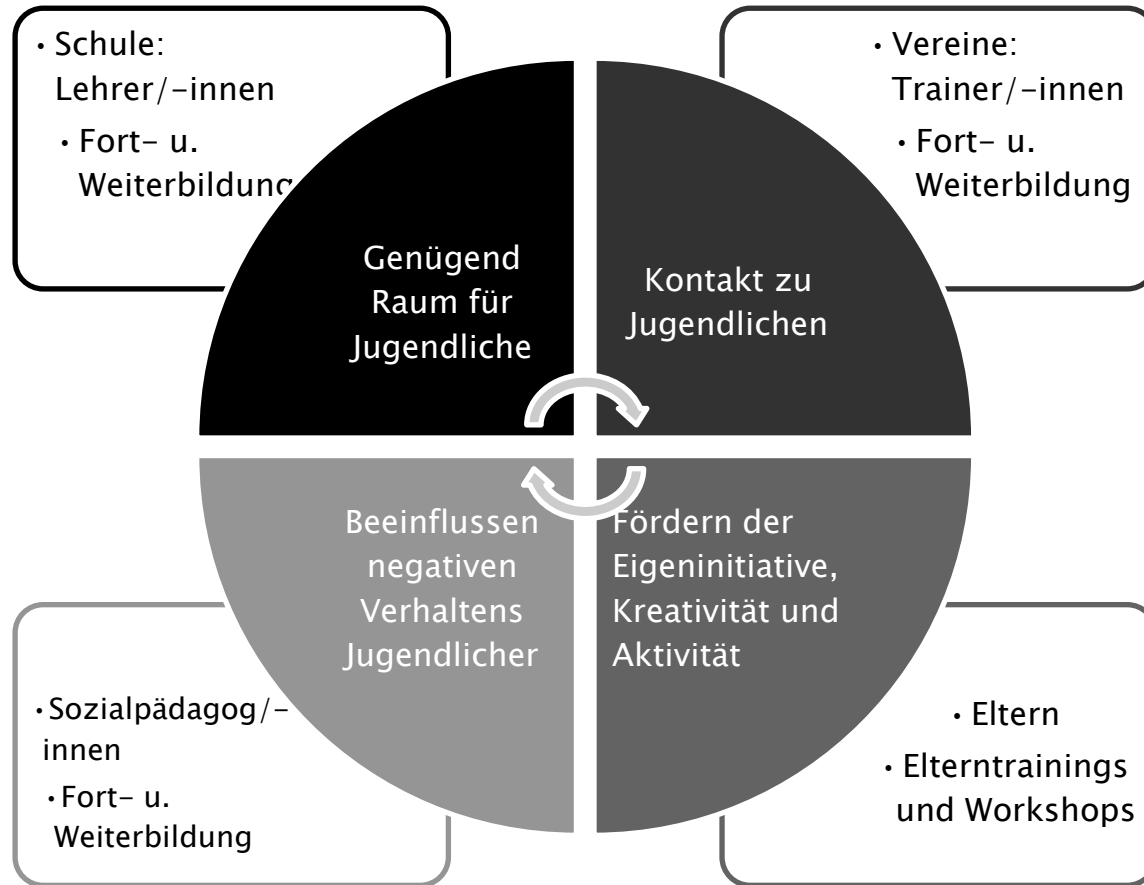 • Schule:
Lehrer/-innen
• Fort- u.
Weiterbildung
• Vereine:
Trainer/-innen
• Fort- u.
Weiterbildung
Genügend
Raum für
Jugendliche
Kontakt zu
Jugendlichen
Beeinflussen
negativen
Verhaltens
Jugendlicher
Fördern der
Eigeninitiative,
Kreativität und
Aktivität
• Sozialpädagog/-
innen
• Fort- u.
Weiterbildung
• Eltern
• Elterntrainings
und Workshops